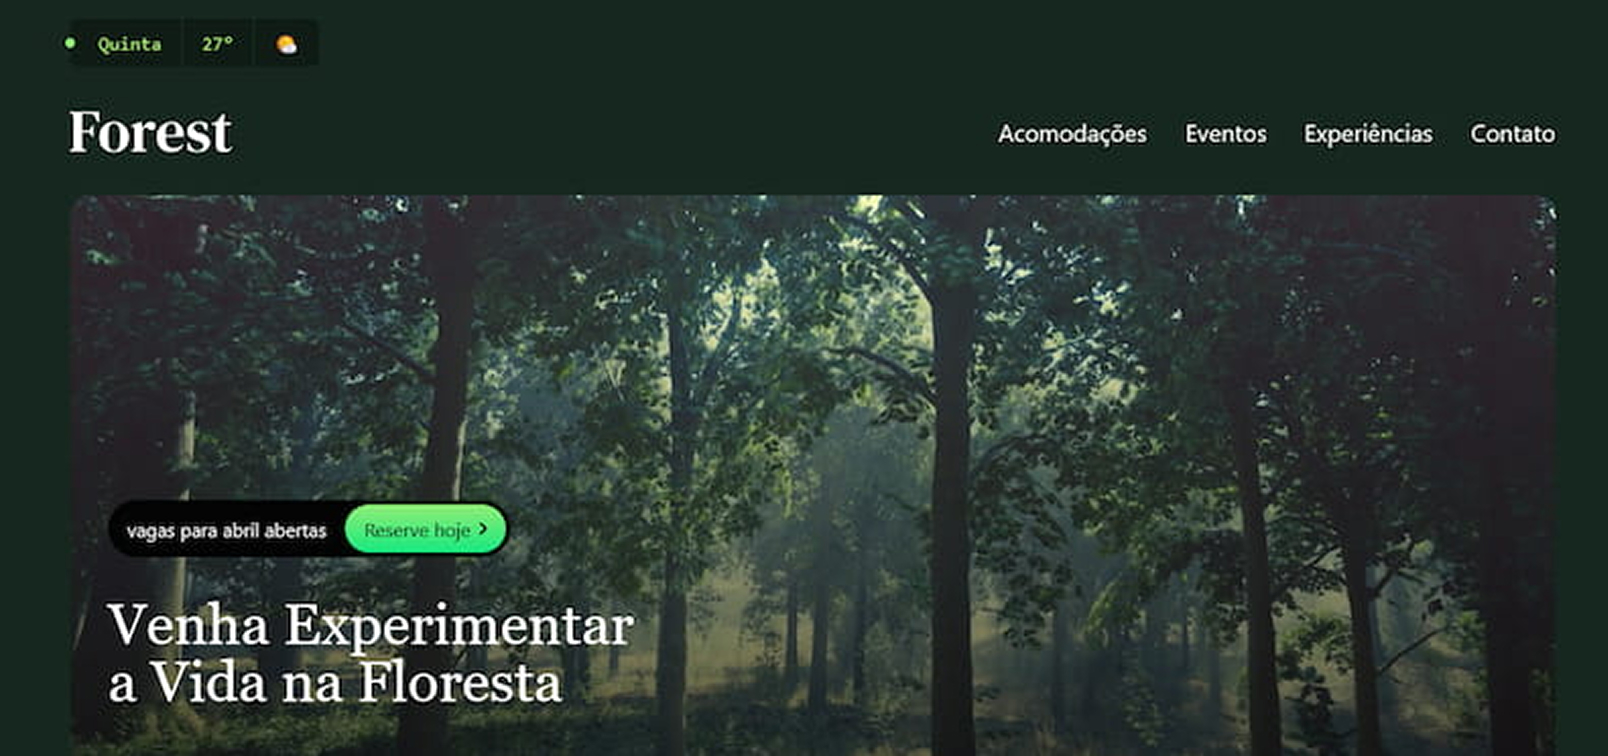 Quinta 27°
Forest
Acomodações Eventos Experiências Contato
vagas para abril abertas Reserve hoje
Venha Experimentar
a Vida na Floresta